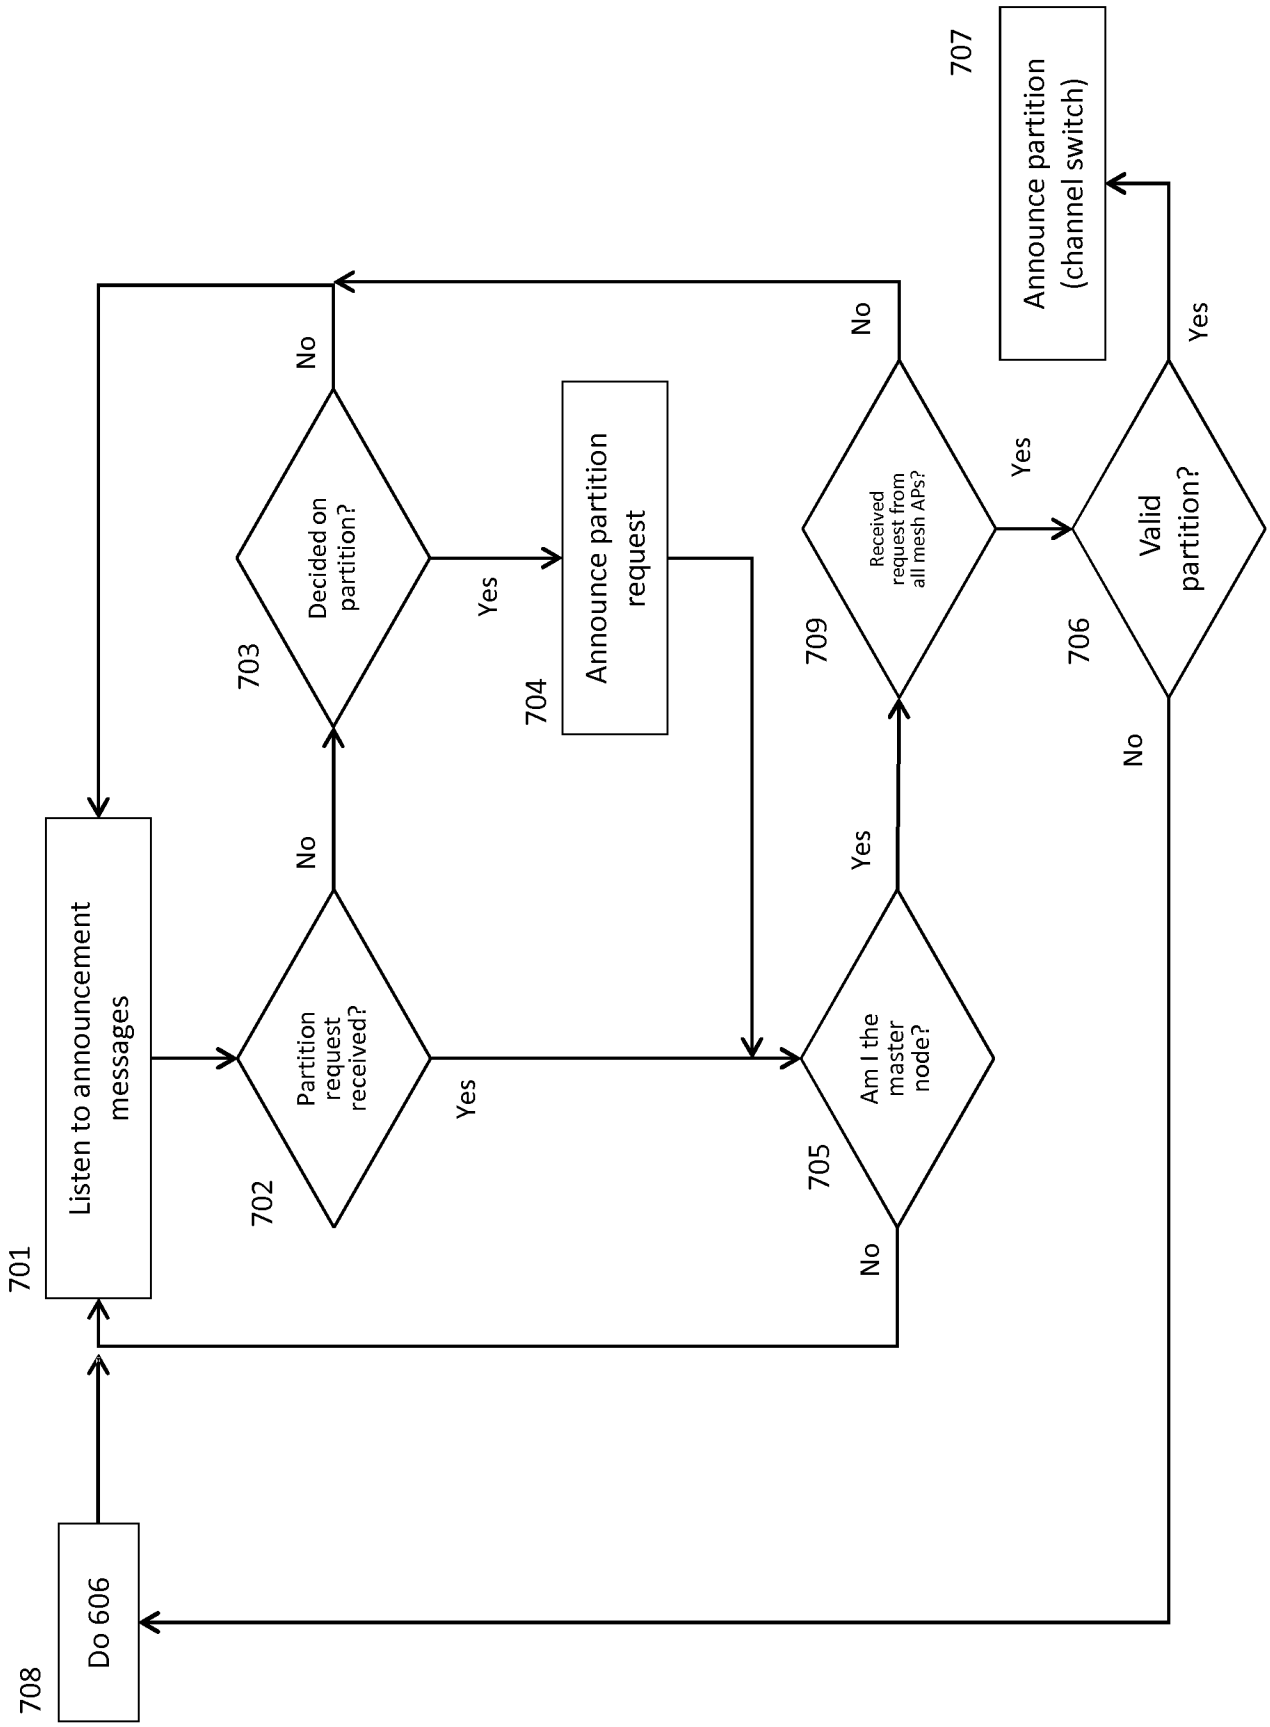 701
Listen to announcement
messages
708
Do 606
702
Partition
request
received?
No
Yes
703
Decided on
partition?
No
Yes
704
Announce partition
request
705
Am I the
master
node?
No
Yes
709
Received
request from
all mesh APs?
No
Yes
706
Valid
partition?
No
Yes
707
Announce partition
(channel switch)